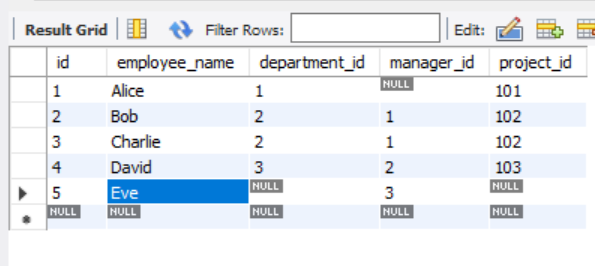 Result Grid Filter Rows: Edit:
id employee_name department_id manager_id project_id
1 Alice 1 NULL 101
2 Bob 2 1 102
3 Charlie 2 1 102
4 David 3 2 103
5 Eve NULL 3 NULL
NULL NULL NULL NULL NULL